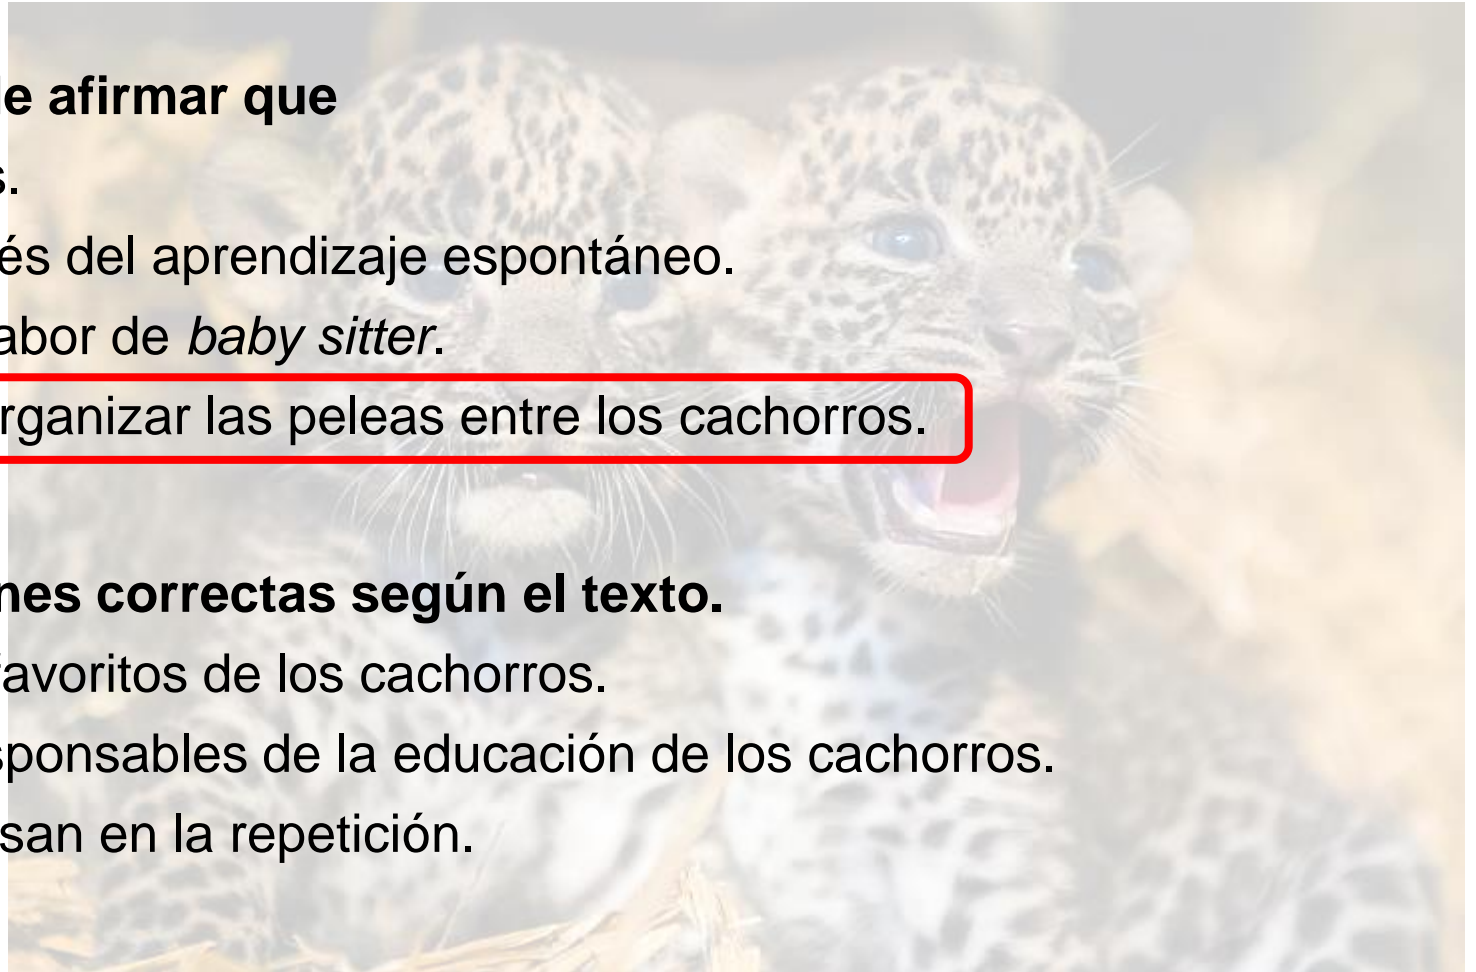 afirmar que
és del aprendizaje espontáneo.
abor de baby sitter.
rganizar las peleas entre los cachorros.
nes correctas según el texto.
avoritos de los cachorros.
sponsables de la educación de los cachorros.
san en la repetición.